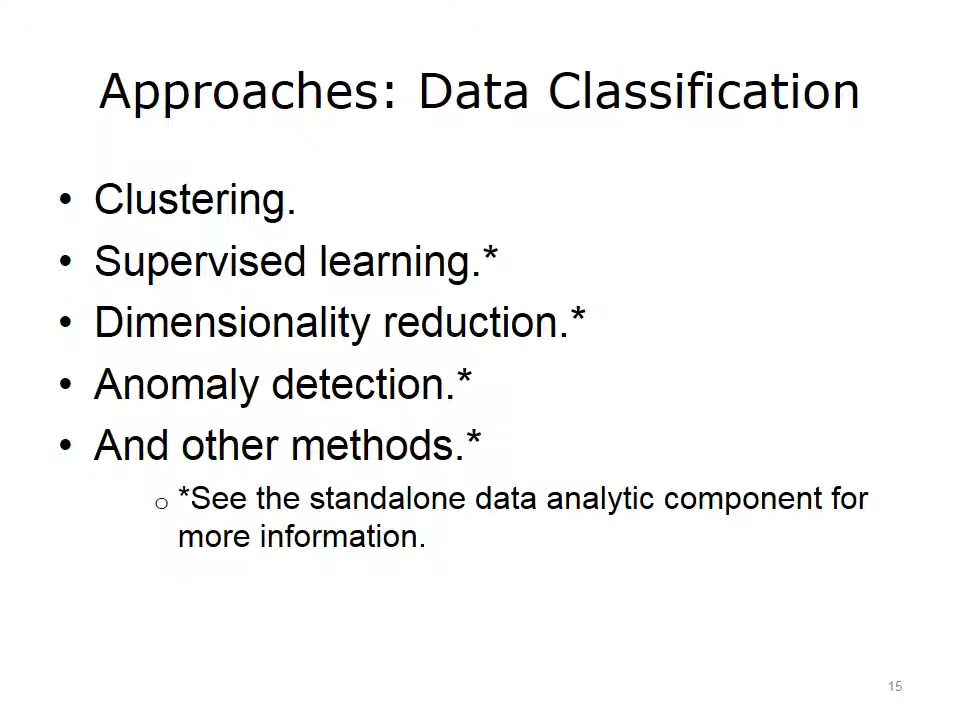 Approaches: Data Classification
• Clustering.
• Supervised learning.*
• Dimensionality reduction.*
• Anomaly detection.*
• And other methods.*
o *See the standalone data analytic component for
more information.
15